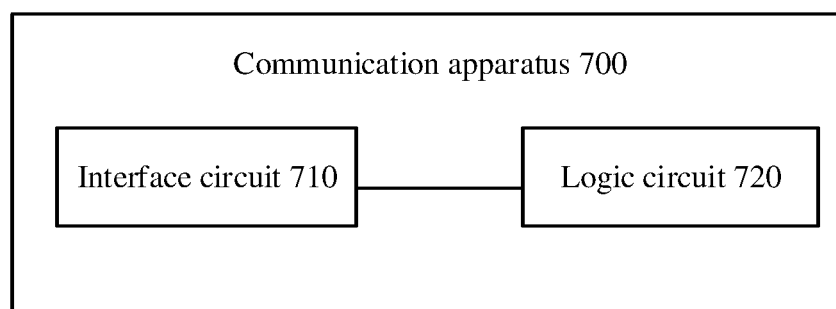 Communication apparatus 700
Interface circuit 710
Logic circuit 720